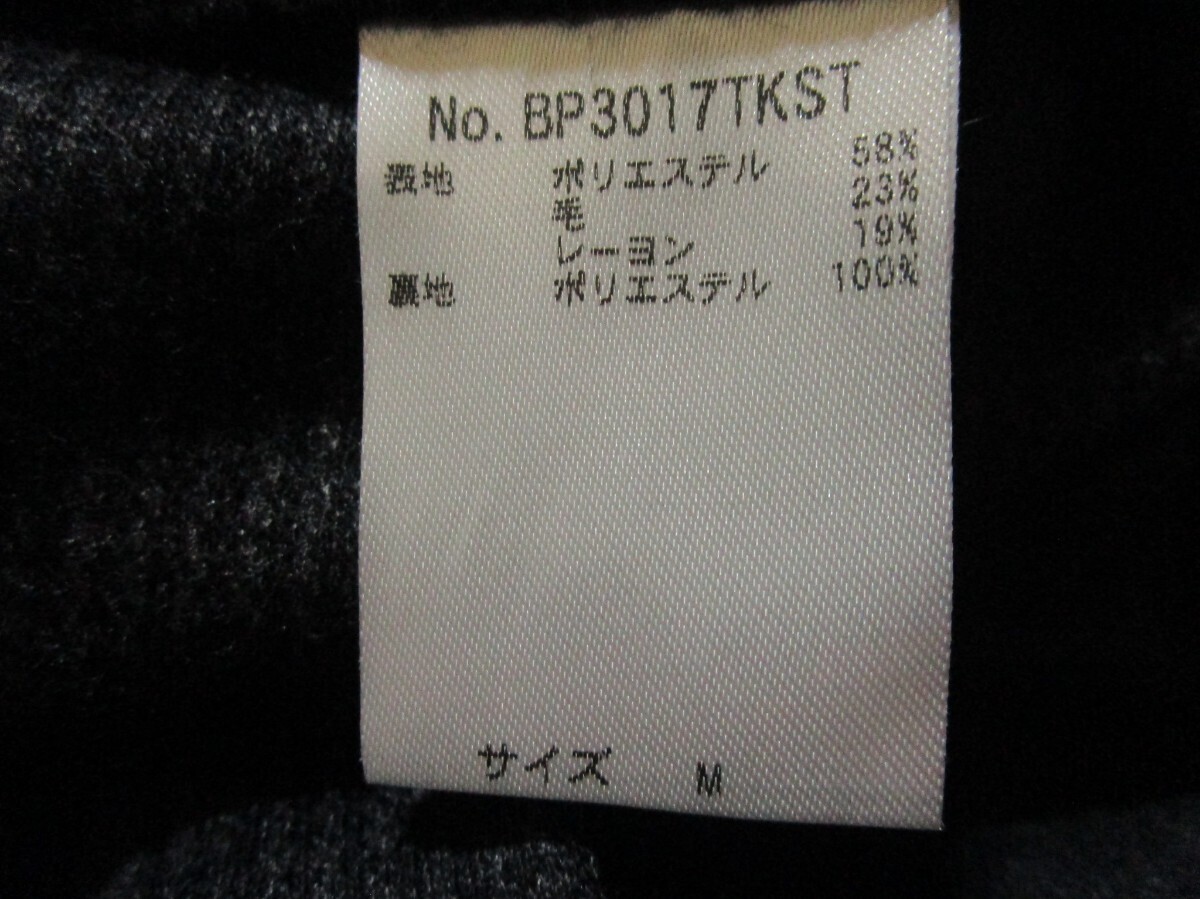 No. BP3017TKST
表地 ポリエステル 58%
毛 23%
レーヨン 19%
裏地 ポリエステル 100%
サイズ M